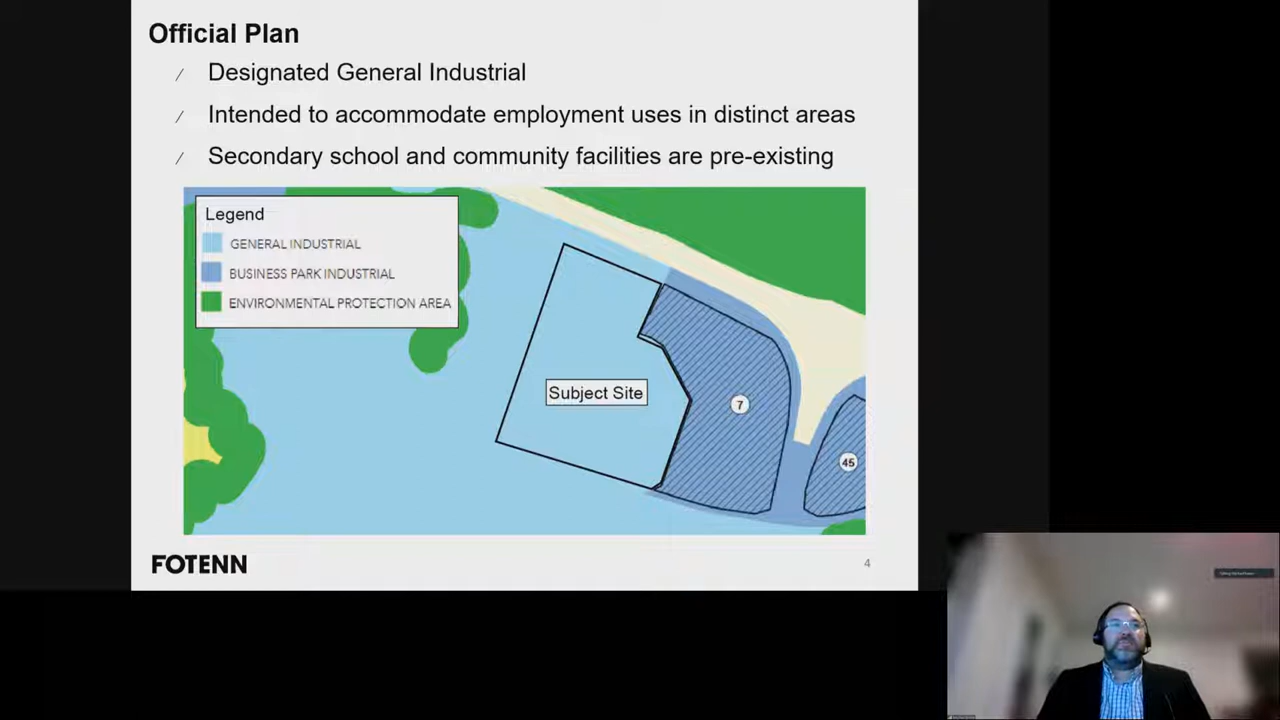 Official Plan
Designated General Industrial
Intended to accommodate employment uses in distinct areas
Secondary school and community facilities are pre-existing
Legend
GENERAL INDUSTRIAL
BUSINESS PARK INDUSTRIAL
ENVIRONMENTAL PROTECTION AREA
Subject Site
7
45
FOTENN
4